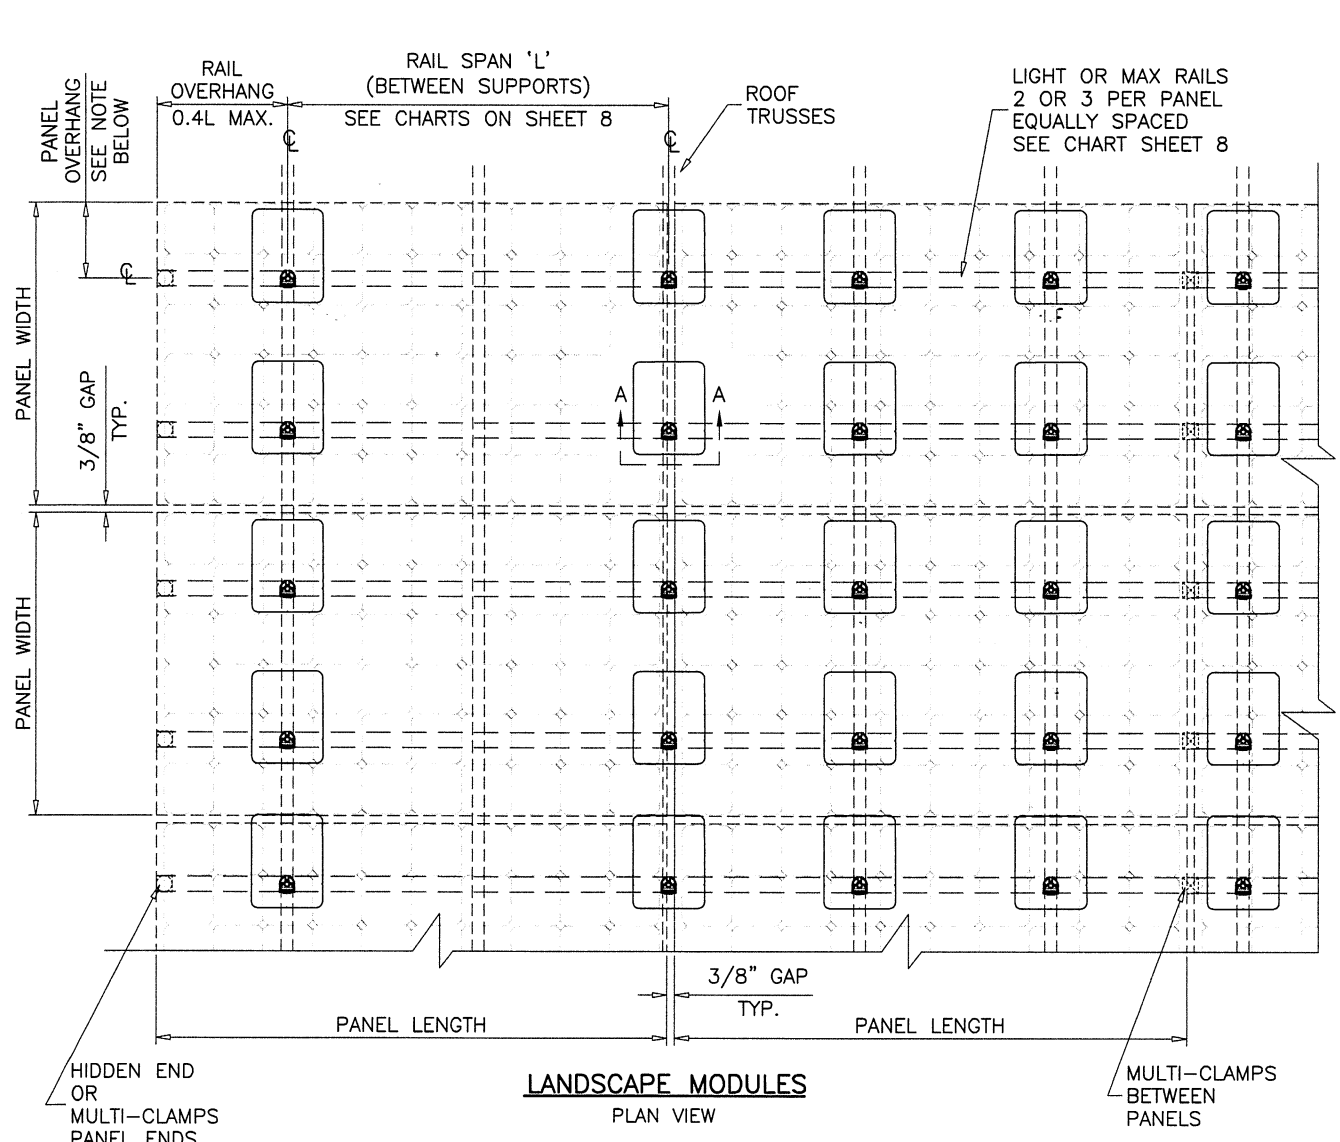 PANEL
OVERHANG
SEE NOTE
BELOW
RAIL
OVERHANG
0.4L MAX.
RAIL SPAN 'L'
(BETWEEN SUPPORTS)
SEE CHARTS ON SHEET 8
ROOF
TRUSSES
LIGHT OR MAX RAILS
2 OR 3 PER PANEL
EQUALLY SPACED
SEE CHART SHEET 8
℄
℄
℄
PANEL WIDTH
3/8" GAP
TYP.
A
A
PANEL WIDTH
3/8" GAP
TYP.
PANEL LENGTH
PANEL LENGTH
HIDDEN END
OR
MULTI-CLAMPS
PANEL ENDS
LANDSCAPE MODULES
PLAN VIEW
MULTI-CLAMPS
BETWEEN
PANELS